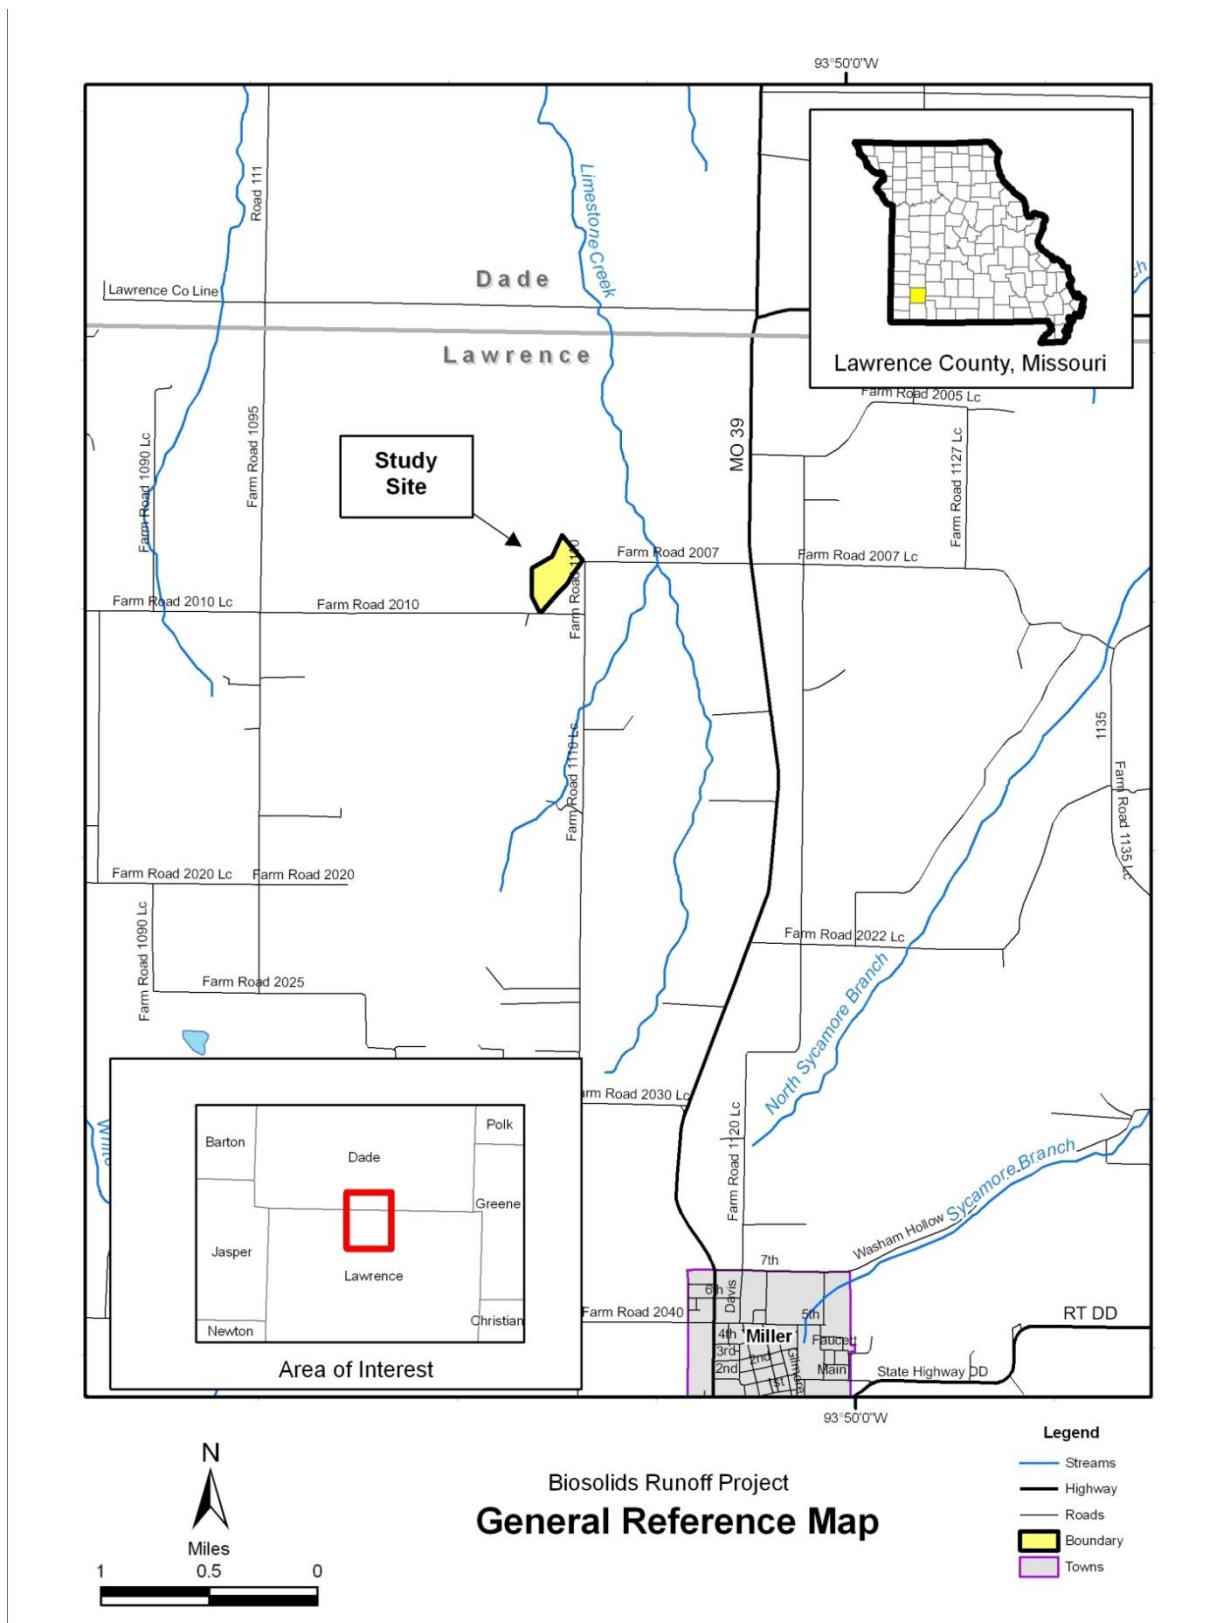 93°50'0"W
Road 111
Limestone Creek
Lawrence Co Line
Dade
Lawrence
Lawrence County, Missouri
ch
Farm Road 2005 Lc
Farm Road 1090 Lc
Farm Road 1095
MO 39
Farm Road 1127 Lc
Study
Site
Farm Road 2007
Farm Road 2007 Lc
Farm Road 1110
Farm Road 2010 Lc
Farm Road 2010
1135
Farm Road 1110 Lc
Farm Road 1135 Lc
Farm Road 2020 Lc
Farm Road 2020
Farm Road 1090 Lc
Farm Road 2022 Lc
Farm Road 2025
North Sycamore Branch
rm Road 2030 Lc
Farm Road 1120 Lc
Barton
Dade
Polk
Greene
Jasper
Lawrence
Christian
Newton
Area of Interest
Sycamore Branch
Washam Hollow
7th
6th
Davis
Farm Road 2040
5th
4th
Miller
Faucett
3rd
2nd
2nd
Main
1st
Gilmore
RT DD
State Highway DD
93°50'0"W
Legend
Streams
Highway
Roads
Boundary
Towns
N
Miles
1 0.5 0
Biosolids Runoff Project
General Reference Map